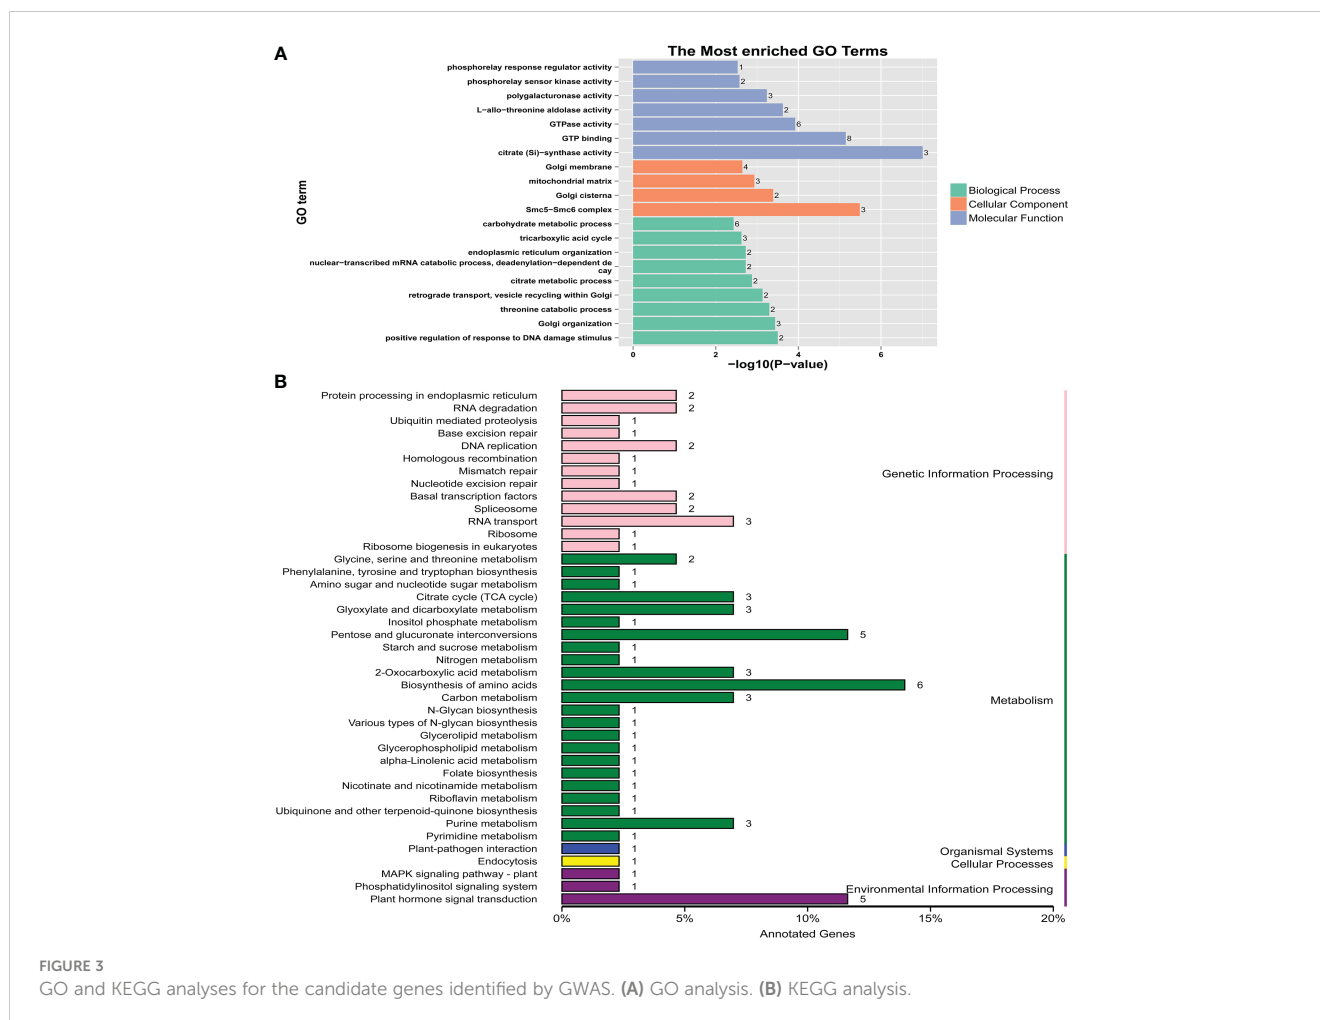 A
The Most enriched GO Terms
GO term
phosphorelay response regulator activity 1
phosphorelay sensor kinase activity 2
polygalacturonase activity 3
L−allo−threonine aldolase activity 2
GTPase activity 6
GTP binding 8
citrate (Si)−synthase activity 3
Golgi membrane 4
mitochondrial matrix 3
Golgi cisterna 2
Smc5−Smc6 complex 3
carbohydrate metabolic process 6
tricarboxylic acid cycle 3
endoplasmic reticulum organization 2
nuclear−transcribed mRNA catabolic process, deadenylation−dependent de
cay 2
citrate metabolic process 2
retrograde transport, vesicle recycling within Golgi 2
threonine catabolic process 2
Golgi organization 3
positive regulation of response to DNA damage stimulus 2
0 2 4 6
−log10(P−value)
Biological Process
Cellular Component
Molecular Function
B
Protein processing in endoplasmic reticulum 2
RNA degradation 2
Ubiquitin mediated proteolysis 1
Base excision repair 1
DNA replication 2
Homologous recombination 1
Mismatch repair 1
Nucleotide excision repair 1
Basal transcription factors 2
Spliceosome 2
RNA transport 3
Ribosome 1
Ribosome biogenesis in eukaryotes 1
Glycine, serine and threonine metabolism 2
Phenylalanine, tyrosine and tryptophan biosynthesis 1
Amino sugar and nucleotide sugar metabolism 1
Citrate cycle (TCA cycle) 3
Glyoxylate and dicarboxylate metabolism 3
Inositol phosphate metabolism 1
Pentose and glucuronate interconversions 5
Starch and sucrose metabolism 1
Nitrogen metabolism 1
2-Oxocarboxylic acid metabolism 3
Biosynthesis of amino acids 6
Carbon metabolism 3
N-Glycan biosynthesis 1
Various types of N-glycan biosynthesis 1
Glycerolipid metabolism 1
Glycerophospholipid metabolism 1
alpha-Linolenic acid metabolism 1
Folate biosynthesis 1
Nicotinate and nicotinamide metabolism 1
Riboflavin metabolism 1
Ubiquinone and other terpenoid-quinone biosynthesis 1
Purine metabolism 3
Pyrimidine metabolism 1
Plant-pathogen interaction 1
Endocytosis 1
MAPK signaling pathway - plant 1
Phosphatidylinositol signaling system 1
Plant hormone signal transduction 5
Genetic Information Processing
Metabolism
Organismal Systems
Cellular Processes
Environmental Information Processing
0% 5% 10% 15% 20%
Annotated Genes
FIGURE 3
GO and KEGG analyses for the candidate genes identified by GWAS. (A) GO analysis. (B) KEGG analysis.